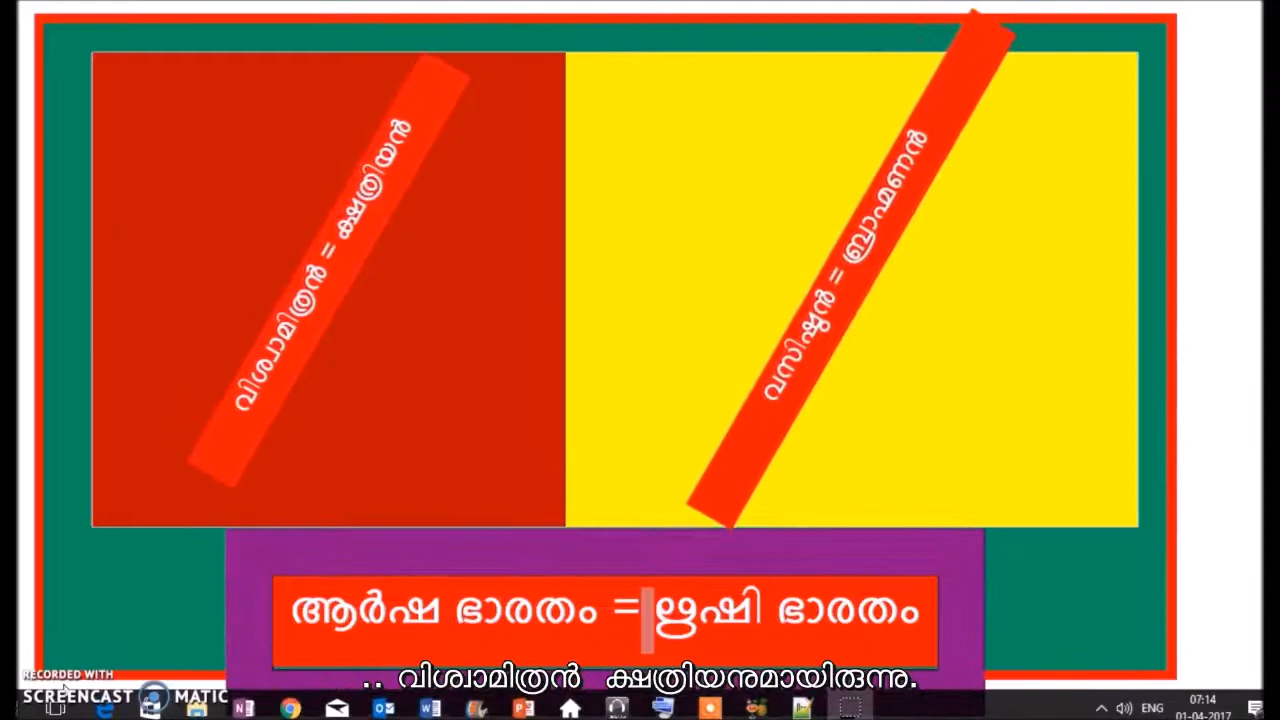 വിശ്വാമിത്രൻ = ക്ഷത്രിയൻ
വസിഷ്ഠൻ = ബ്രാഹ്മണൻ
ആർഷ ഭാരതം = ഋഷി ഭാരതം
.. വിശ്വാമിത്രൻ ക്ഷത്രിയനുമായിരുന്നു.
RECORDED WITH
SCREENCAST MATIC
ENG
07:14
01-04-2017